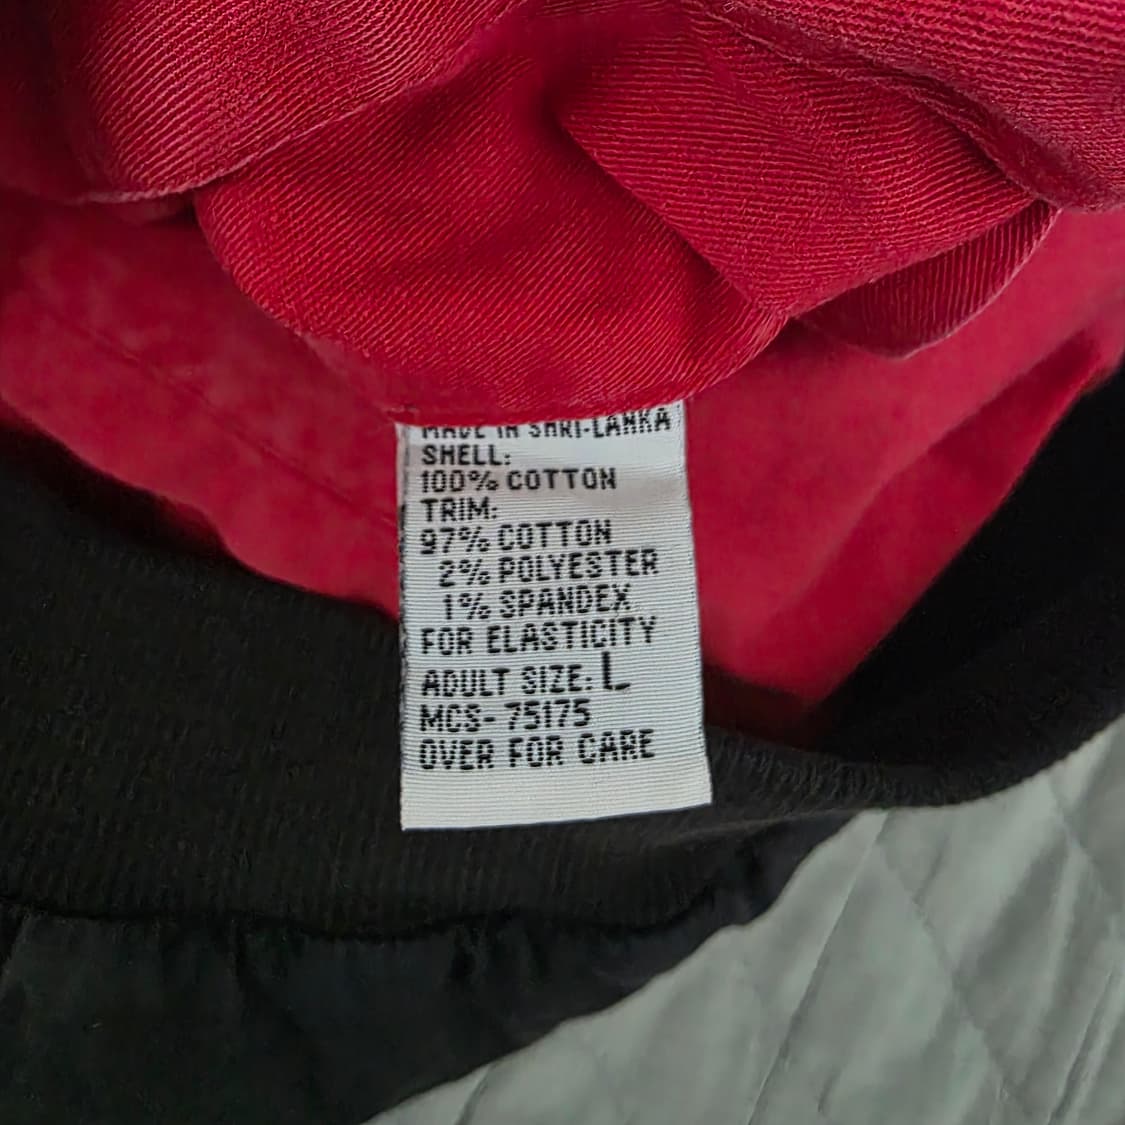 MADE IN SHRI-LANKA
SHELL:
100% COTTON
TRIM:
97% COTTON
2% POLYESTER
1% SPANDEX
FOR ELASTICITY
ADULT SIZE: L
MCS- 75175
OVER FOR CARE